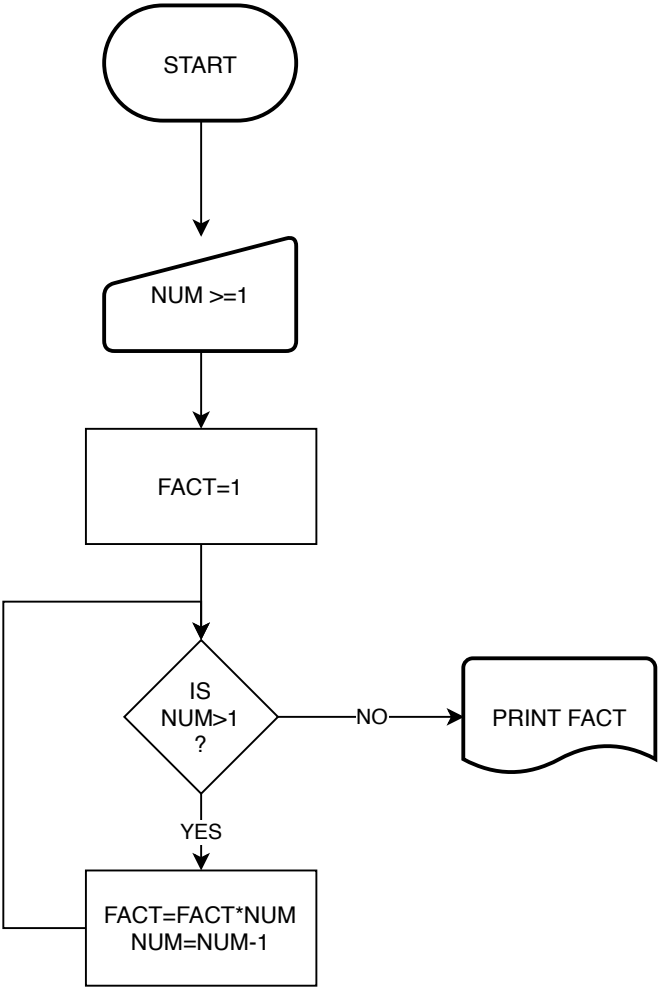 START
NUM >=1
FACT=1
IS
NUM>1
?
NO
PRINT FACT
YES
FACT=FACT*NUM
NUM=NUM-1